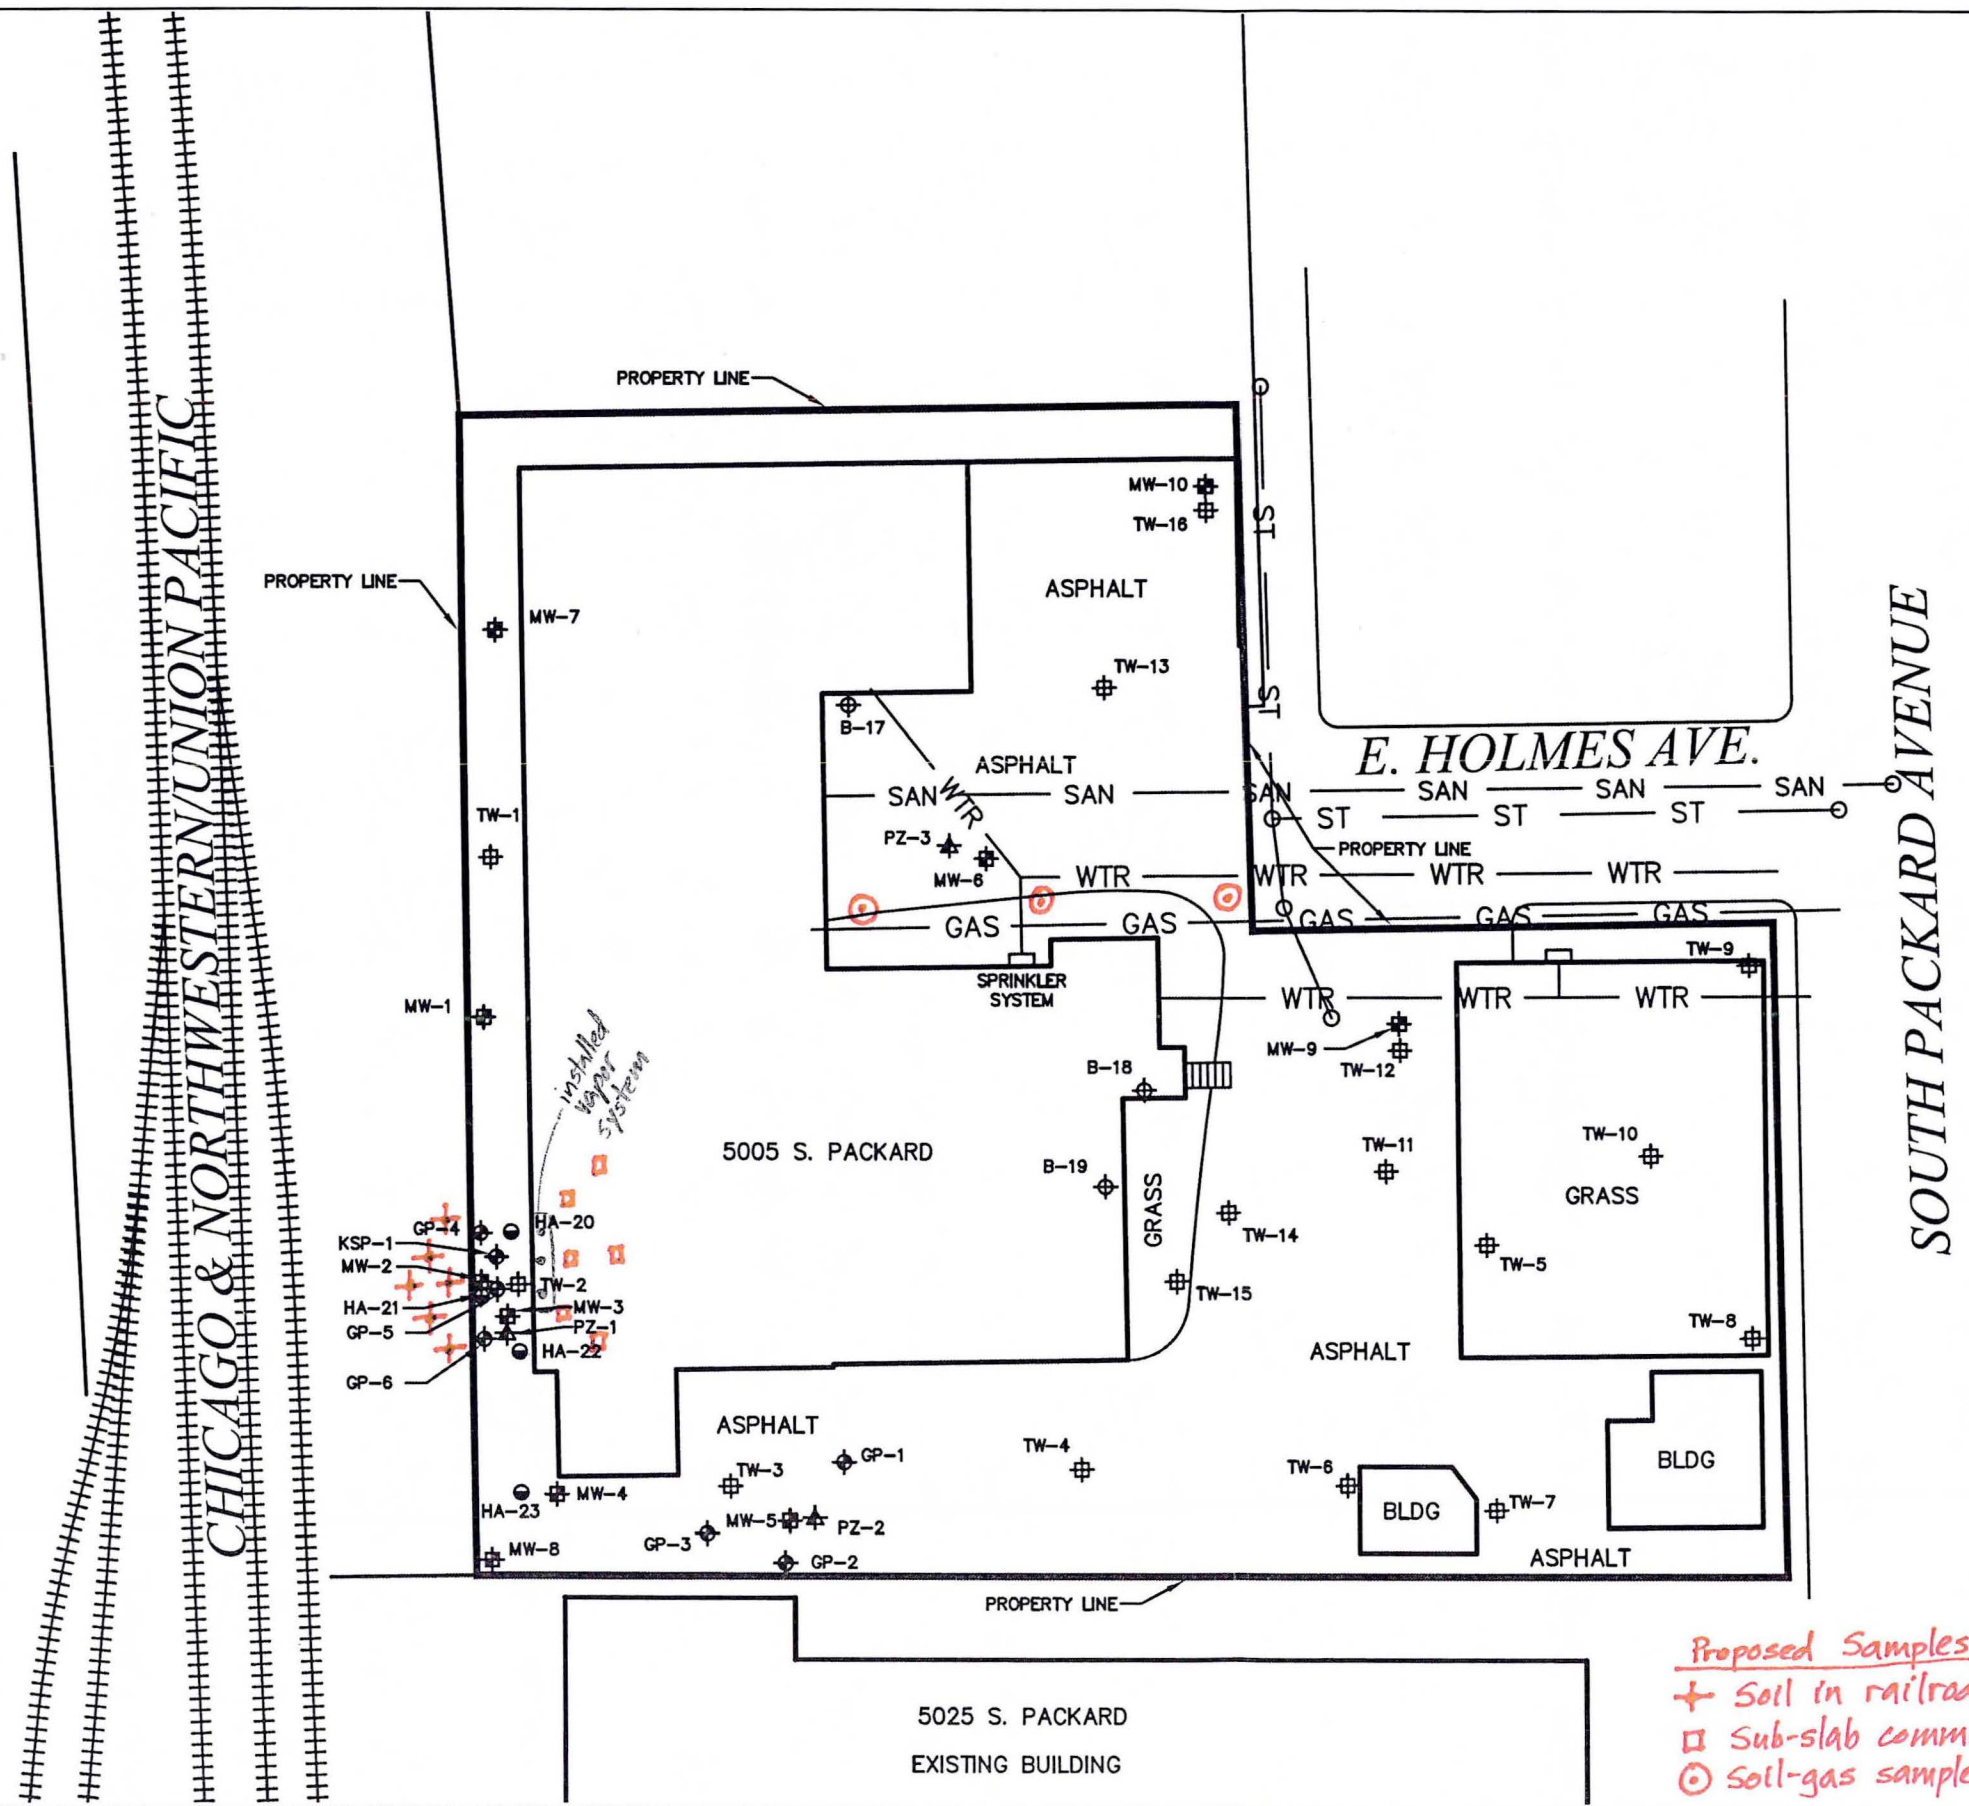 PROPERTY LINE
MW-10
TW-16
ST
ASPHALT
PROPERTY LINE
MW-7
TW-13
ST
B-17
E. HOLMES AVE.
ASPHALT
SAN
WTR
SAN
SAN
SAN
SAN
SAN
ST
ST
ST
TW-1
PZ-3
MW-6
PROPERTY LINE
WTR
WTR
WTR
WTR
GAS
GAS
GAS
GAS
GAS
TW-9
SPRINKLER
SYSTEM
WTR
WTR
WTR
MW-1
MW-9
TW-12
installed
vapor
system
B-18
5005 S. PACKARD
TW-11
TW-10
B-19
GRASS
GRASS
GP-4
HA-20
KSP-1
MW-2
TW-2
TW-14
TW-5
HA-21
MW-3
TW-15
GP-5
PZ-1
TW-8
HA-22
ASPHALT
GP-6
ASPHALT
TW-3
GP-1
TW-4
TW-6
BLDG
BLDG
TW-7
HA-23
MW-4
MW-5
PZ-2
GP-3
GP-2
MW-8
ASPHALT
PROPERTY LINE
5025 S. PACKARD
EXISTING BUILDING
CHICAGO & NORTHWESTERN/UNION PACIFIC
SOUTH PACKARD AVENUE
Proposed Samples
Soil in railroa
Sub-slab comm
Soil-gas sample